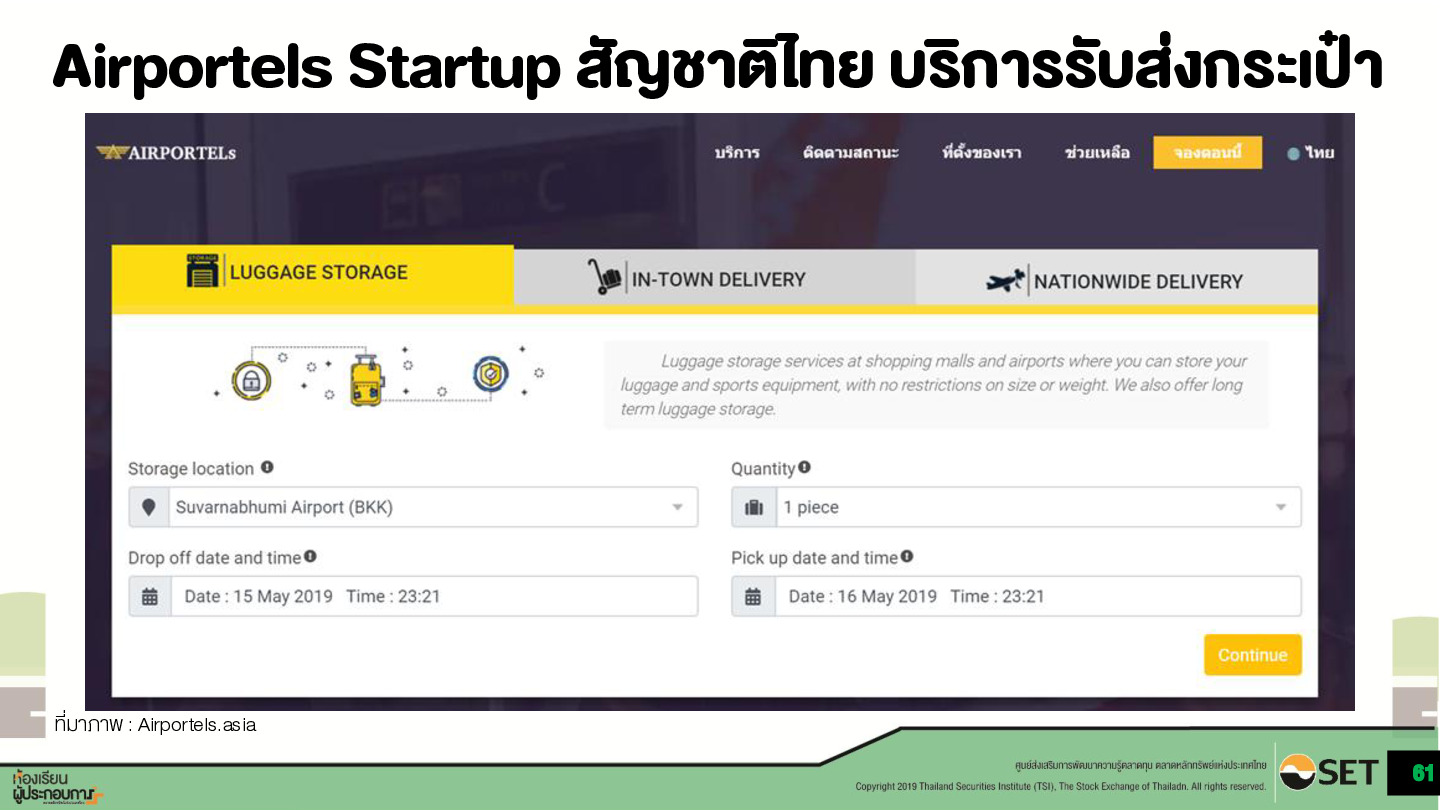 Airportels Startup สัญชาติไทย บริการรับส่งกระเป๋า
AIRPORTELs
บริการ
ติดตามสถานะ
ที่ตั้งของเรา
ช่วยเหลือ
จองตอนนี้
ไทย
STORAGE
LUGGAGE STORAGE
IN-TOWN DELIVERY
NATIONWIDE DELIVERY
Luggage storage services at shopping malls and airports where you can store your
luggage and sports equipment, with no restrictions on size or weight. We also offer long
term luggage storage.
Storage location
Quantity
Suvarnabhumi Airport (BKK)
1 piece
Drop off date and time
Pick up date and time
Date : 15 May 2019 Time : 23:21
Date : 16 May 2019 Time : 23:21
Continue
ที่มาภาพ : Airportels.asia
ห้องเรียน
ผู้ประกอบการ
ศูนย์ส่งเสริมการพัฒนาความรู้ตลาดทุน ตลาดหลักทรัพย์แห่งประเทศไทย
Copyright 2019 Thailand Securities Institute (TSI), The Stock Exchange of Thailadn. All rights reserved.
SET
61